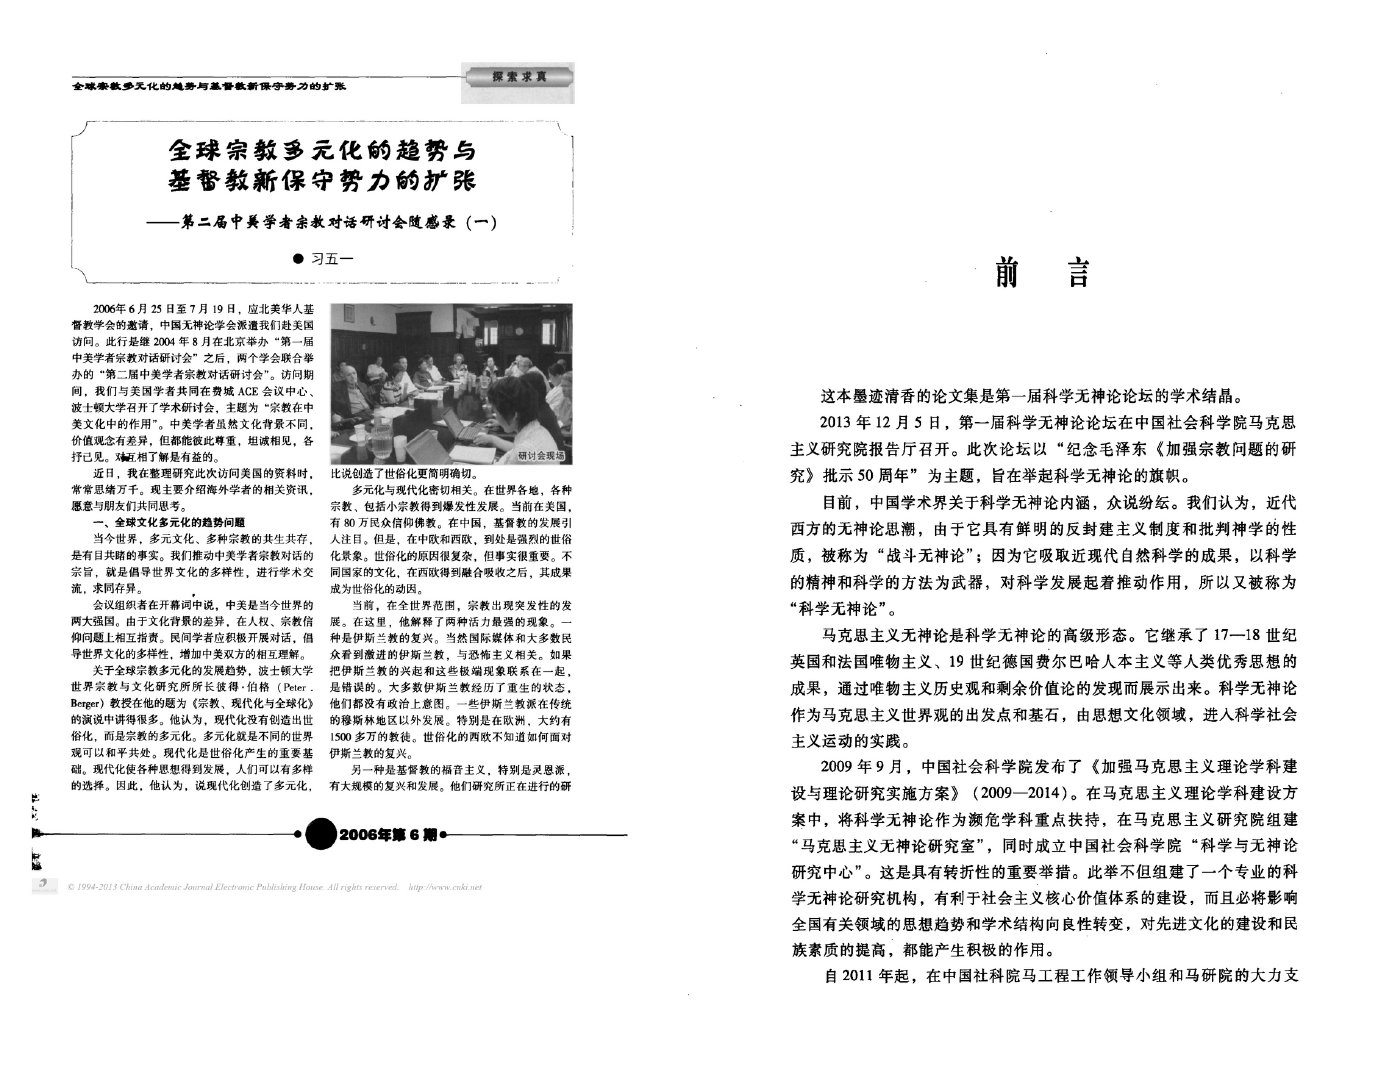 全球宗教多元化的趋势与基督教新保守势力的扩张
探索求真
全球宗教多元化的趋势与
基督教新保守势力的扩张
——第二届中美学者宗教对话研讨会随感录（一）
● 习五一
2006年6月25日至7月19日，应北美华人基
督教学会的邀请，中国无神论学会派遣我们赴美国
访问。此行是继2004年8月在北京举办“第一届
中美学者宗教对话研讨会”之后，两个学会联合举
办的“第二届中美学者宗教对话研讨会”。访问期
间，我们与美国学者共同在费城ACE会议中心、
波士顿大学召开了学术研讨会，主题为“宗教在中
美文化中的作用”。中美学者虽然文化背景不同，
价值观念有差异，但都能彼此尊重，坦诚相见，各
抒己见。对互相了解是有益的。
近日，我在整理研究此次访问美国的资料时，
常常思绪万千。现主要介绍海外学者的相关资讯，
愿意与朋友们共同思考。
一、全球文化多元化的趋势问题
当今世界，多元文化、多种宗教的共生共存，
是有目共睹的事实。我们推动中美学者宗教对话的
宗旨，就是倡导世界文化的多样性，进行学术交
流，求同存异。
会议组织者在开幕词中说，中美是当今世界的
两大强国。由于文化背景的差异，在人权、宗教信
仰问题上相互指责。民间学者应积极开展对话，倡
导世界文化的多样性，增加中美双方的相互理解。
关于全球宗教多元化的发展趋势，波士顿大学
世界宗教与文化研究所所长彼得·伯格（Peter .
Berger）教授在他的题为《宗教、现代化与全球化》
的演说中讲得很多。他认为，现代化没有创造出世
俗化，而是宗教的多元化。多元化就是不同的世界
观可以和平共处。现代化是世俗化产生的重要基
础。现代化使各种思想得到发展，人们可以有多样
的选择。因此，他认为，说现代化创造了多元化，
研讨会现场
比说创造了世俗化更简明确切。
多元化与现代化密切相关。在世界各地，各种
宗教、包括小宗教得到爆发性发展。当前在美国，
有80万民众信仰佛教。在中国，基督教的发展引
人注目。但是，在中欧和西欧，到处是强烈的世俗
化景象。世俗化的原因很复杂，但事实很重要。不
同国家的文化，在西欧得到融合吸收之后，其成果
成为世俗化的动因。
当前，在全世界范围，宗教出现突发性的发
展。在这里，他解释了两种活力最强的现象。一
种是伊斯兰教的复兴。当然国际媒体和大多数民
众看到激进的伊斯兰教，与恐怖主义相关。如果
把伊斯兰教的兴起和这些极端现象联系在一起，
是错误的。大多数伊斯兰教经历了重生的状态，
他们都没有政治上意图。一些伊斯兰教派在传统
的穆斯林地区以外发展。特别是在欧洲、大约有
1500多万的教徒。世俗化的西欧不知道如何面对
伊斯兰教的复兴。
另一种是基督教的福音主义，特别是灵恩派，
有大规模的复兴和发展。他们研究所正在进行的研
2006年第6期
© 1994-2013 China Academic Journal Electronic Publishing House. All rights reserved. http://www.cnki.net
前 言
这本墨迹清香的论文集是第一届科学无神论论坛的学术结晶。
2013年12月5日，第一届科学无神论论坛在中国社会科学院马克思
主义研究院报告厅召开。此次论坛以“纪念毛泽东《加强宗教问题的研
究》批示50周年”为主题，旨在举起科学无神论的旗帜。
目前，中国学术界关于科学无神论内涵，众说纷纭。我们认为，近代
西方的无神论思潮，由于它具有鲜明的反封建主义制度和批判神学的性
质，被称为“战斗无神论”；因为它吸取近现代自然科学的成果，以科学
的精神和科学的方法为武器，对科学发展起着推动作用，所以又被称为
“科学无神论”。
马克思主义无神论是科学无神论的高级形态。它继承了17—18世纪
英国和法国唯物主义、19世纪德国费尔巴哈人本主义等人类优秀思想的
成果，通过唯物主义历史观和剩余价值论的发现而展示出来。科学无神论
作为马克思主义世界观的出发点和基石，由思想文化领域，进入科学社会
主义运动的实践。
2009年9月，中国社会科学院发布了《加强马克思主义理论学科建
设与理论研究实施方案》（2009—2014）。在马克思主义理论学科建设方
案中，将科学无神论作为濒危学科重点扶持，在马克思主义研究院组建
“马克思主义无神论研究室”，同时成立中国社会科学院“科学与无神论
研究中心”。这是具有转折性的重要举措。此举不但组建了一个专业的科
学无神论研究机构，有利于社会主义核心价值体系的建设，而且必将影响
全国有关领域的思想趋势和学术结构向良性转变，对先进文化的建设和民
族素质的提高，都能产生积极的作用。
自2011年起，在中国社科院马工程工作领导小组和马研院的大力支